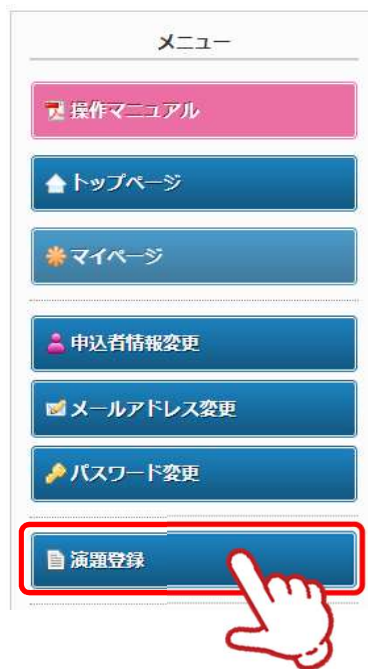 メニュー
操作マニュアル
トップページ
マイページ
申込者情報変更
メールアドレス変更
パスワード変更
演題登録